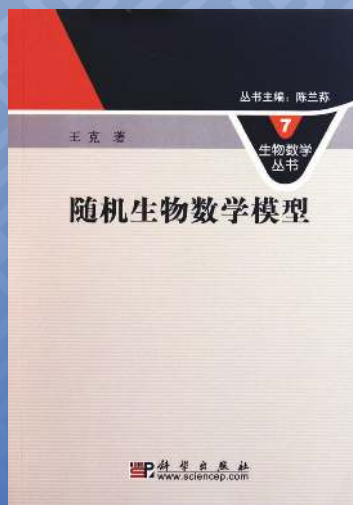 丛书主编：陈兰荪
7
生物数学
丛书
王克 著
随机生物数学模型
科学出版社
www.sciencep.com